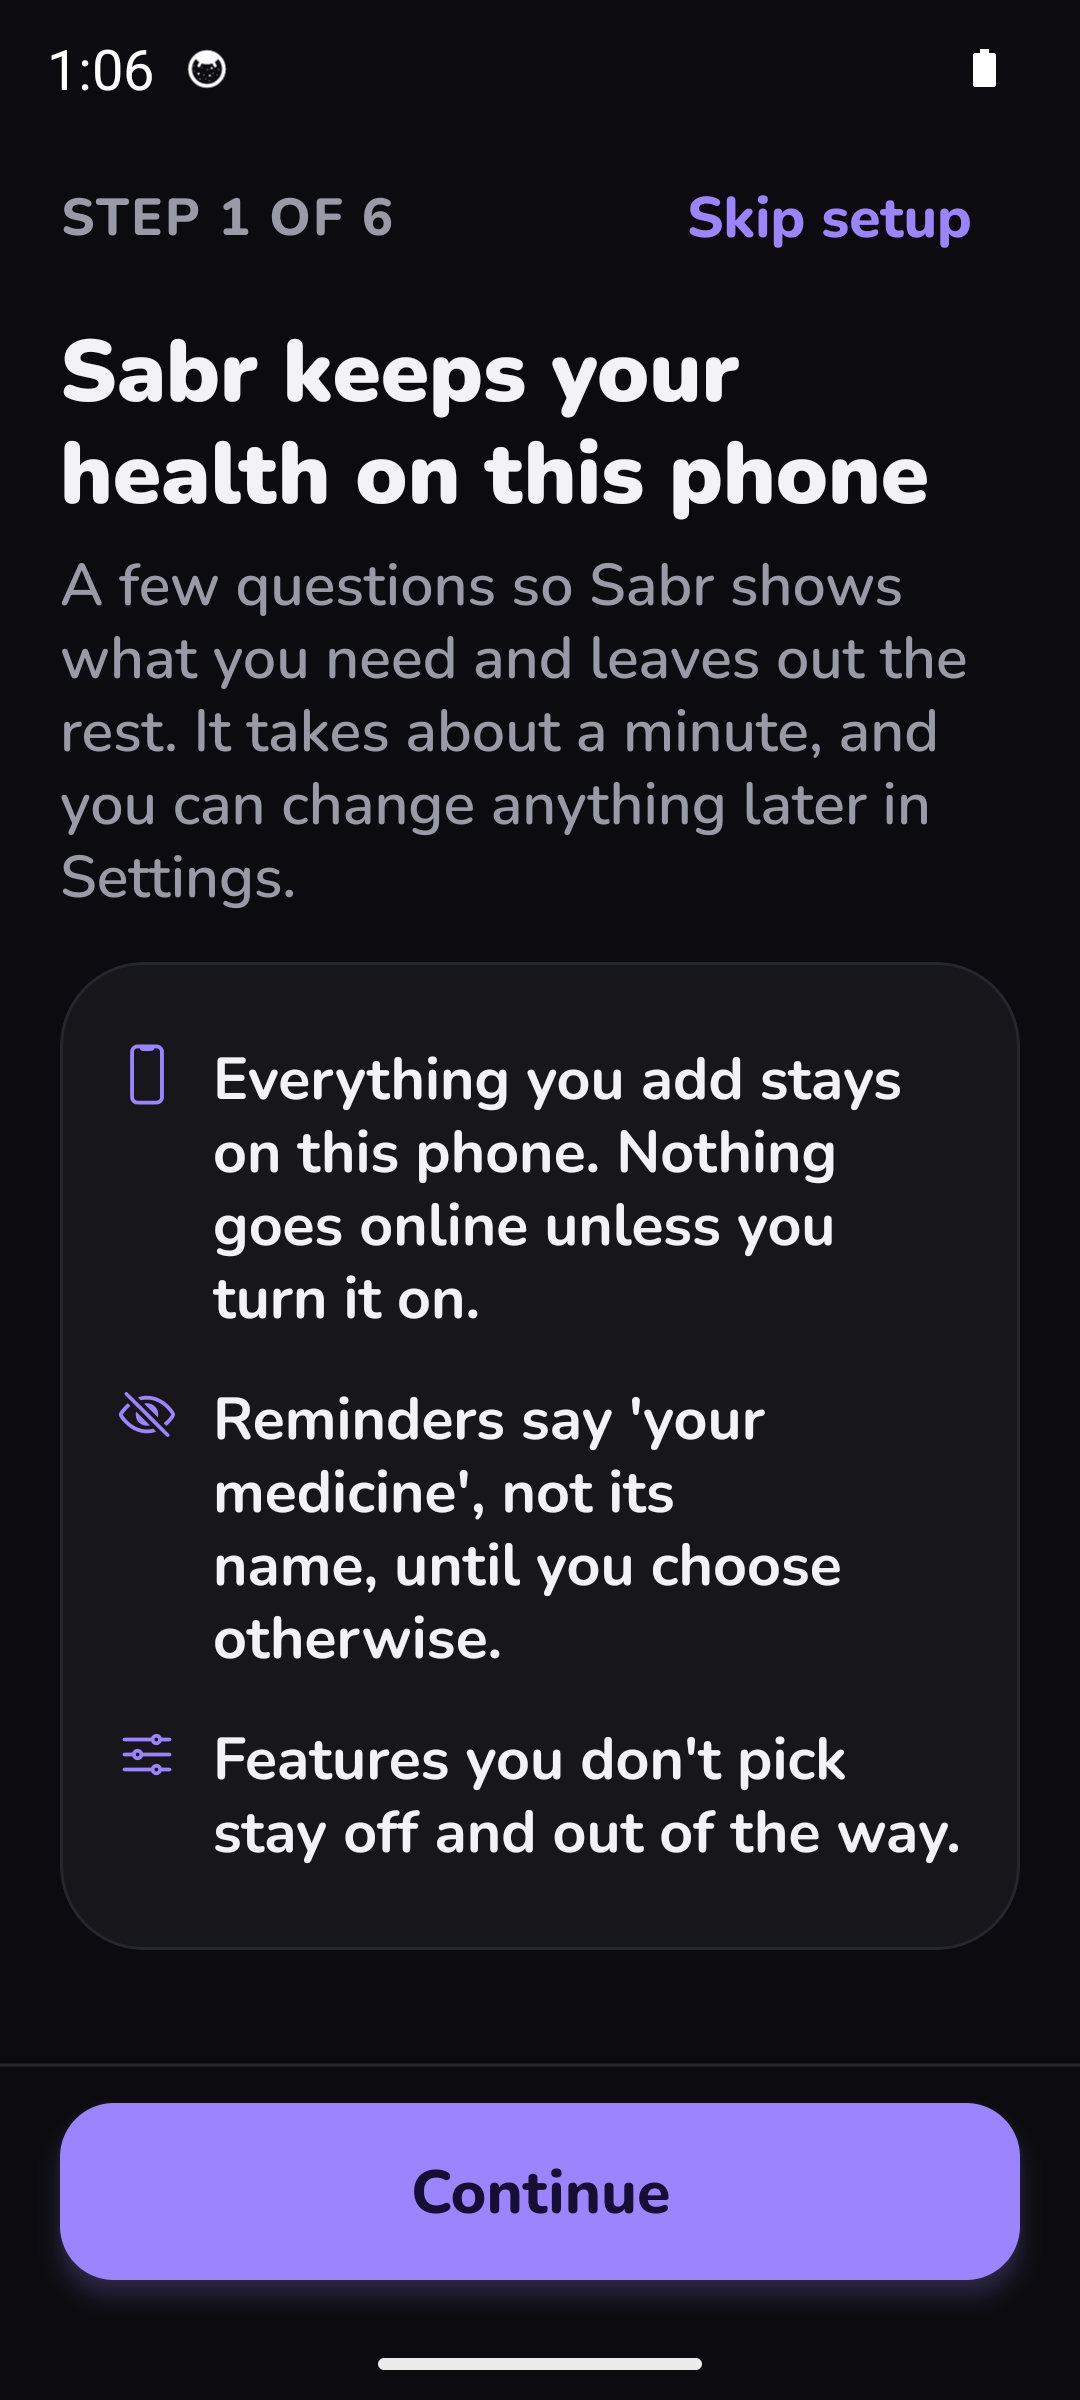 1:06
STEP 1 OF 6
Skip setup
Sabr keeps your
health on this phone
A few questions so Sabr shows
what you need and leaves out the
rest. It takes about a minute, and
you can change anything later in
Settings.
Everything you add stays
on this phone. Nothing
goes online unless you
turn it on.
Reminders say 'your
medicine', not its
name, until you choose
otherwise.
Features you don't pick
stay off and out of the way.
Continue